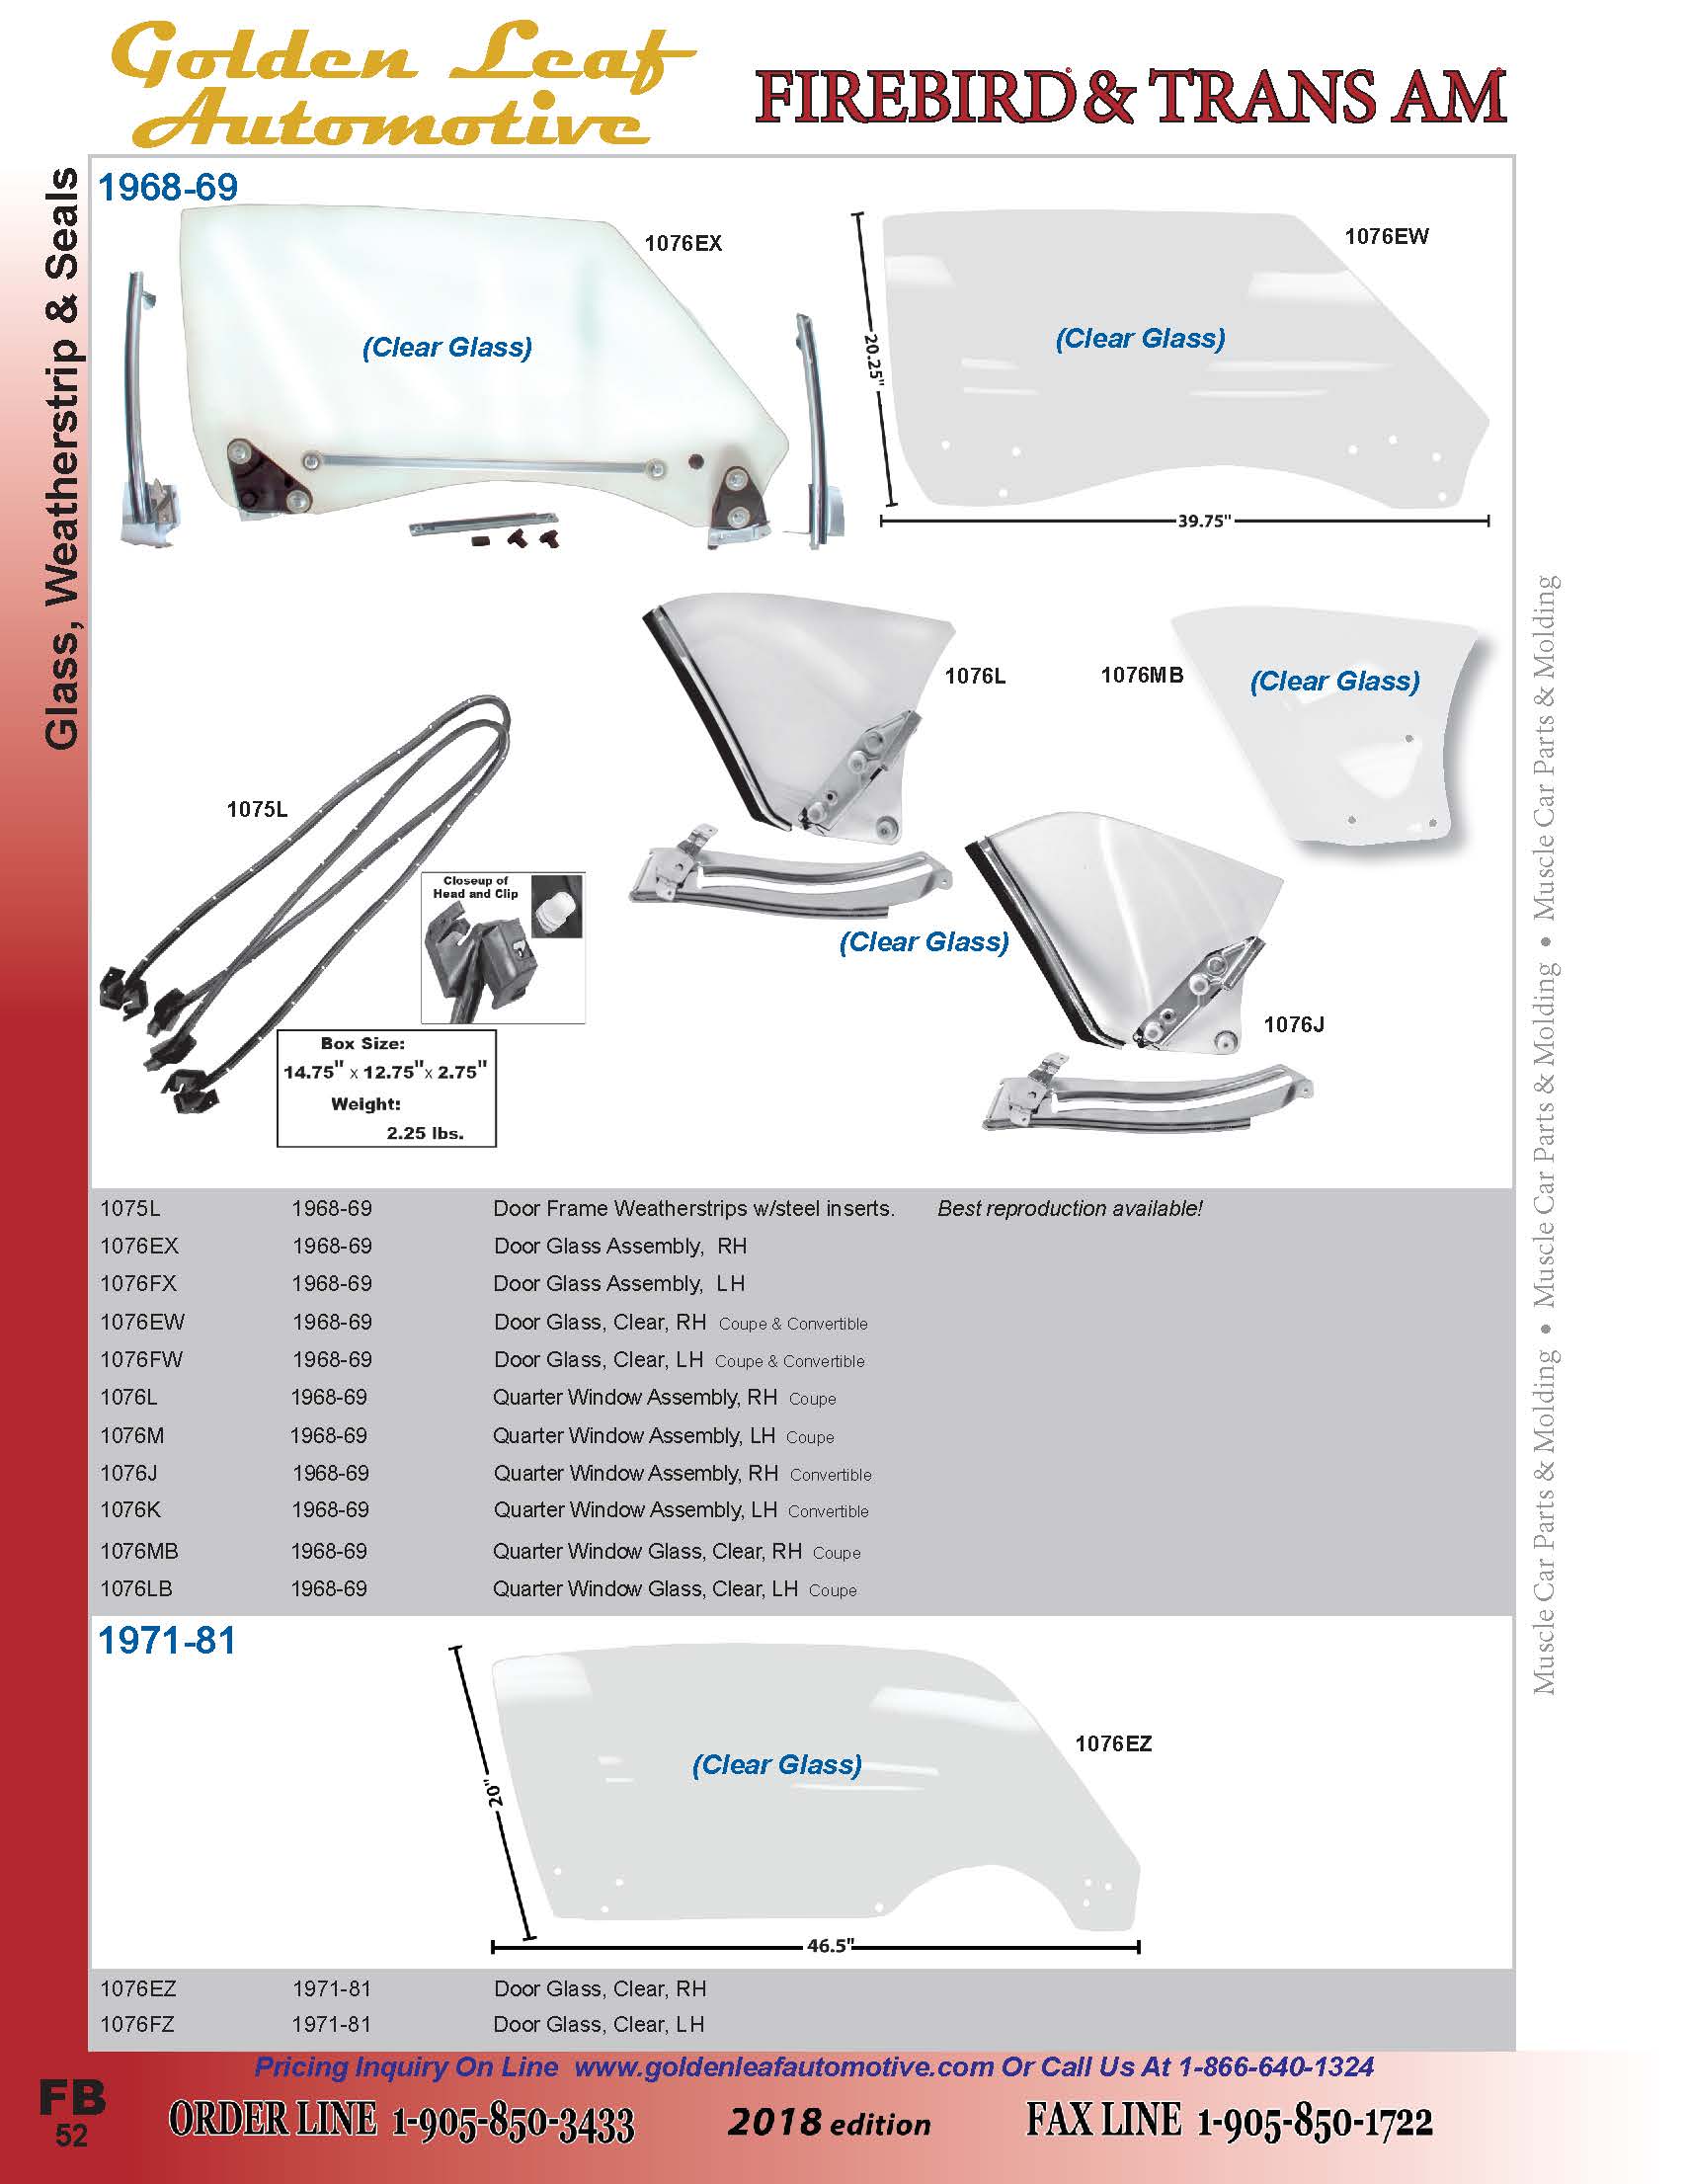 Golden Leaf
Automotive
FIREBIRD & TRANS AM
Glass, Weatherstrip & Seals
1968-69
1076EX
(Clear Glass)
1076EW
(Clear Glass)
20.25"
39.75"
1076L
1076MB
(Clear Glass)
1075L
Closeup of
Head and Clip
(Clear Glass)
1076J
Box Size:
14.75" x 12.75" x 2.75"
Weight:
2.25 lbs.
1075L 1968-69 Door Frame Weatherstrips w/steel inserts. Best reproduction available!
1076EX 1968-69 Door Glass Assembly, RH
1076FX 1968-69 Door Glass Assembly, LH
1076EW 1968-69 Door Glass, Clear, RH Coupe & Convertible
1076FW 1968-69 Door Glass, Clear, LH Coupe & Convertible
1076L 1968-69 Quarter Window Assembly, RH Coupe
1076M 1968-69 Quarter Window Assembly, LH Coupe
1076J 1968-69 Quarter Window Assembly, RH Convertible
1076K 1968-69 Quarter Window Assembly, LH Convertible
1076MB 1968-69 Quarter Window Glass, Clear, RH Coupe
1076LB 1968-69 Quarter Window Glass, Clear, LH Coupe
1971-81
1076EZ
(Clear Glass)
20"
46.5"
1076EZ 1971-81 Door Glass, Clear, RH
1076FZ 1971-81 Door Glass, Clear, LH
Muscle Car Parts & Molding • Muscle Car Parts & Molding • Muscle Car Parts & Molding
Pricing Inquiry On Line www.goldenleafautomotive.com Or Call Us At 1-866-640-1324
FB
52
ORDER LINE 1-905-850-3433 2018 edition FAX LINE 1-905-850-1722